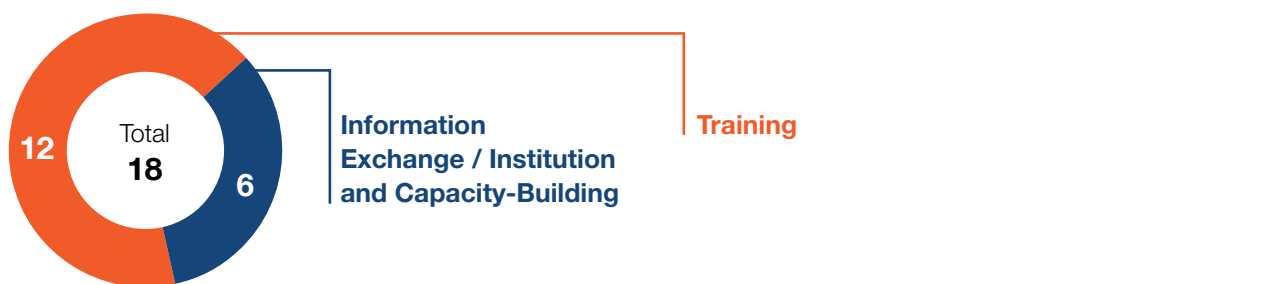 12
Total
18
6
Information
Exchange / Institution
and Capacity-Building
Training